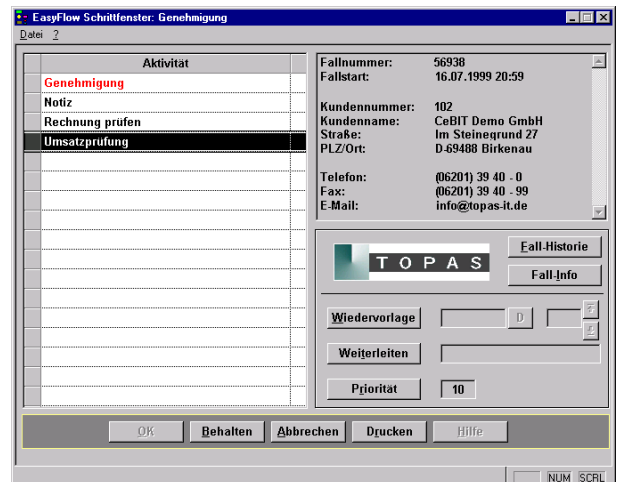 EasyFlow Schrittfenster: Genehmigung
Datei ?
Aktivität
Genehmigung
Notiz
Rechnung prüfen
Umsatzprüfung
Fallnummer: 56938
Fallstart: 16.07.1999 20:59
Kundennummer: 102
Kundenname: CeBIT Demo GmbH
Straße: Im Steinegrund 27
PLZ/Ort: D-69488 Birkenau
Telefon: (06201) 39 40 - 0
Fax: (06201) 39 40 - 99
E-Mail: info@topas-it.de
TOPAS
Fall-Historie
Fall-Info
Wiedervorlage D
Weiterleiten
Priorität 10
OK Behalten Abbrechen Drucken Hilfe
NUM SCRL